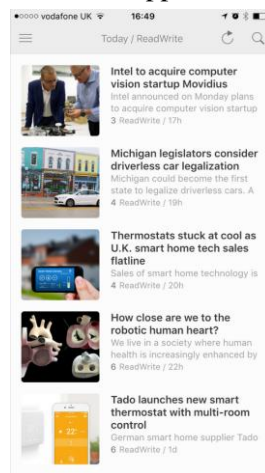 vodafone UK 16:49
Today / ReadWrite
Intel to acquire computer
vision startup Movidius
Intel announced on Monday plans
to acquire computer vision startup
3 ReadWrite / 17h
Michigan legislators consider
driverless car legalization
Michigan could become the first
state to legalize driverless cars. A
4 ReadWrite / 19h
Thermostats stuck at cool as
U.K. smart home tech sales
flatline
Sales of smart home technology is
4 ReadWrite / 20h
How close are we to the
robotic human heart?
We live in a society where human
health is increasingly enhanced by
6 ReadWrite / 22h
Tado launches new smart
thermostat with multi-room
control
German smart home supplier Tado
6 ReadWrite / 1d
22°